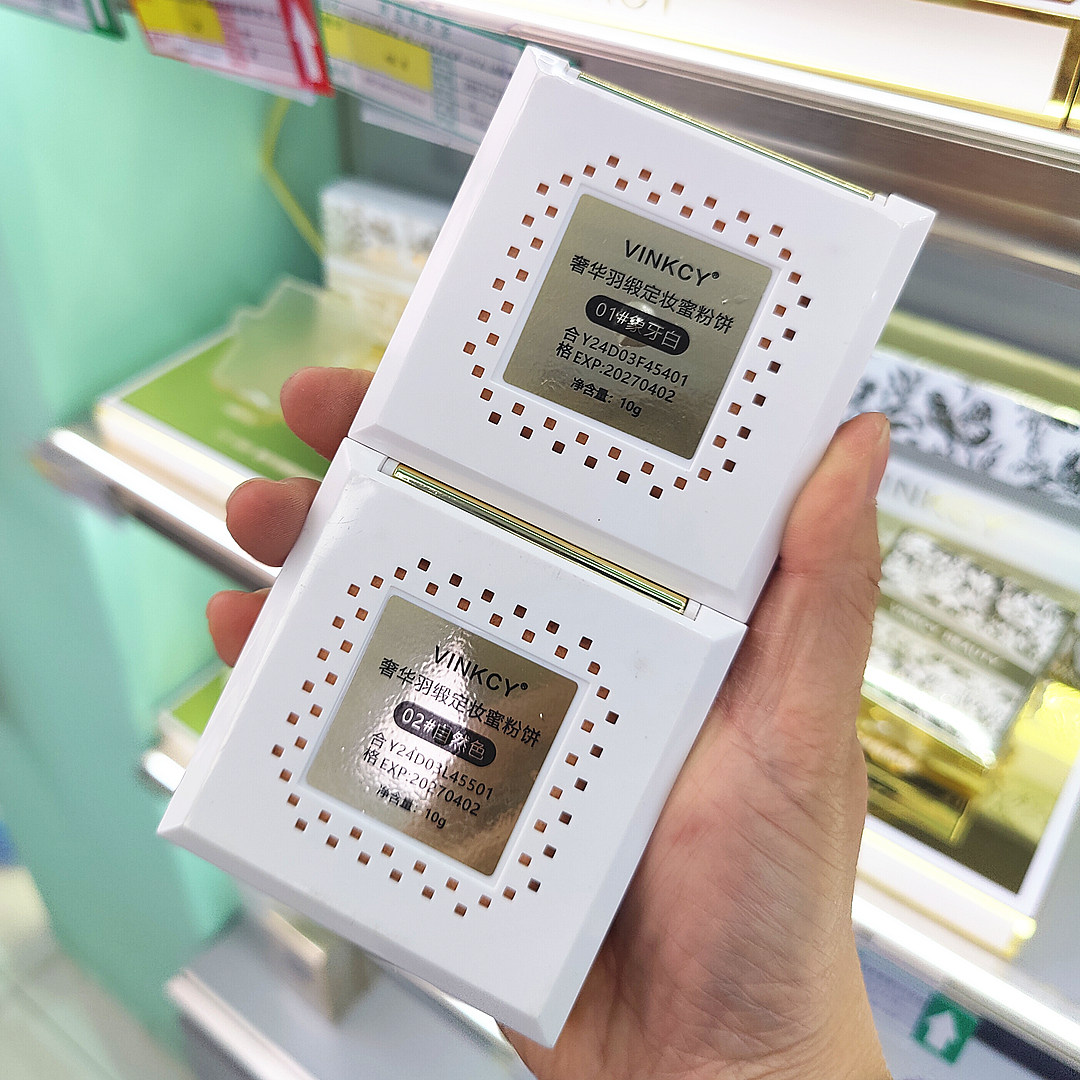 VINKCY®
奢华羽缎定妆蜜粉饼
01#象牙白
合 Y24D03F45401
格 EXP:20270402
净含量：10g
VINKCY®
奢华羽缎定妆蜜粉饼
02#自然色
合 Y24D03L45501
格 EXP:20270402
净含量：10g